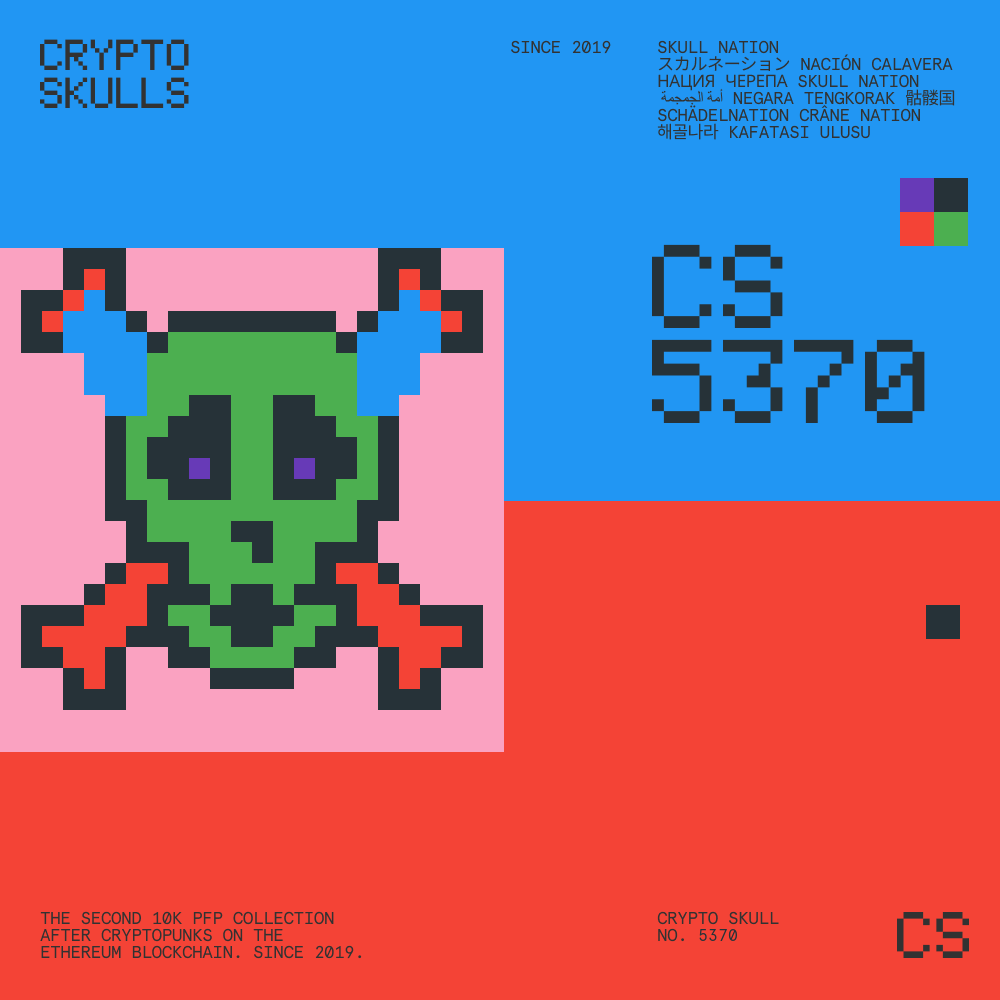 CRYPTO
SKULLS
SINCE 2019
SKULL NATION
スカルネーション NACIÓN CALAVERA
НАЦИЯ ЧЕРЕПА SKULL NATION
أمة الجمجمة NEGARA TENGKORAK 骷髅国
SCHÄDELNATION CRÂNE NATION
해골나라 KAFATASI ULUSU
CS
5370
THE SECOND 10K PFP COLLECTION
AFTER CRYPTOPUNKS ON THE
ETHEREUM BLOCKCHAIN. SINCE 2019.
CRYPTO SKULL
NO. 5370
CS